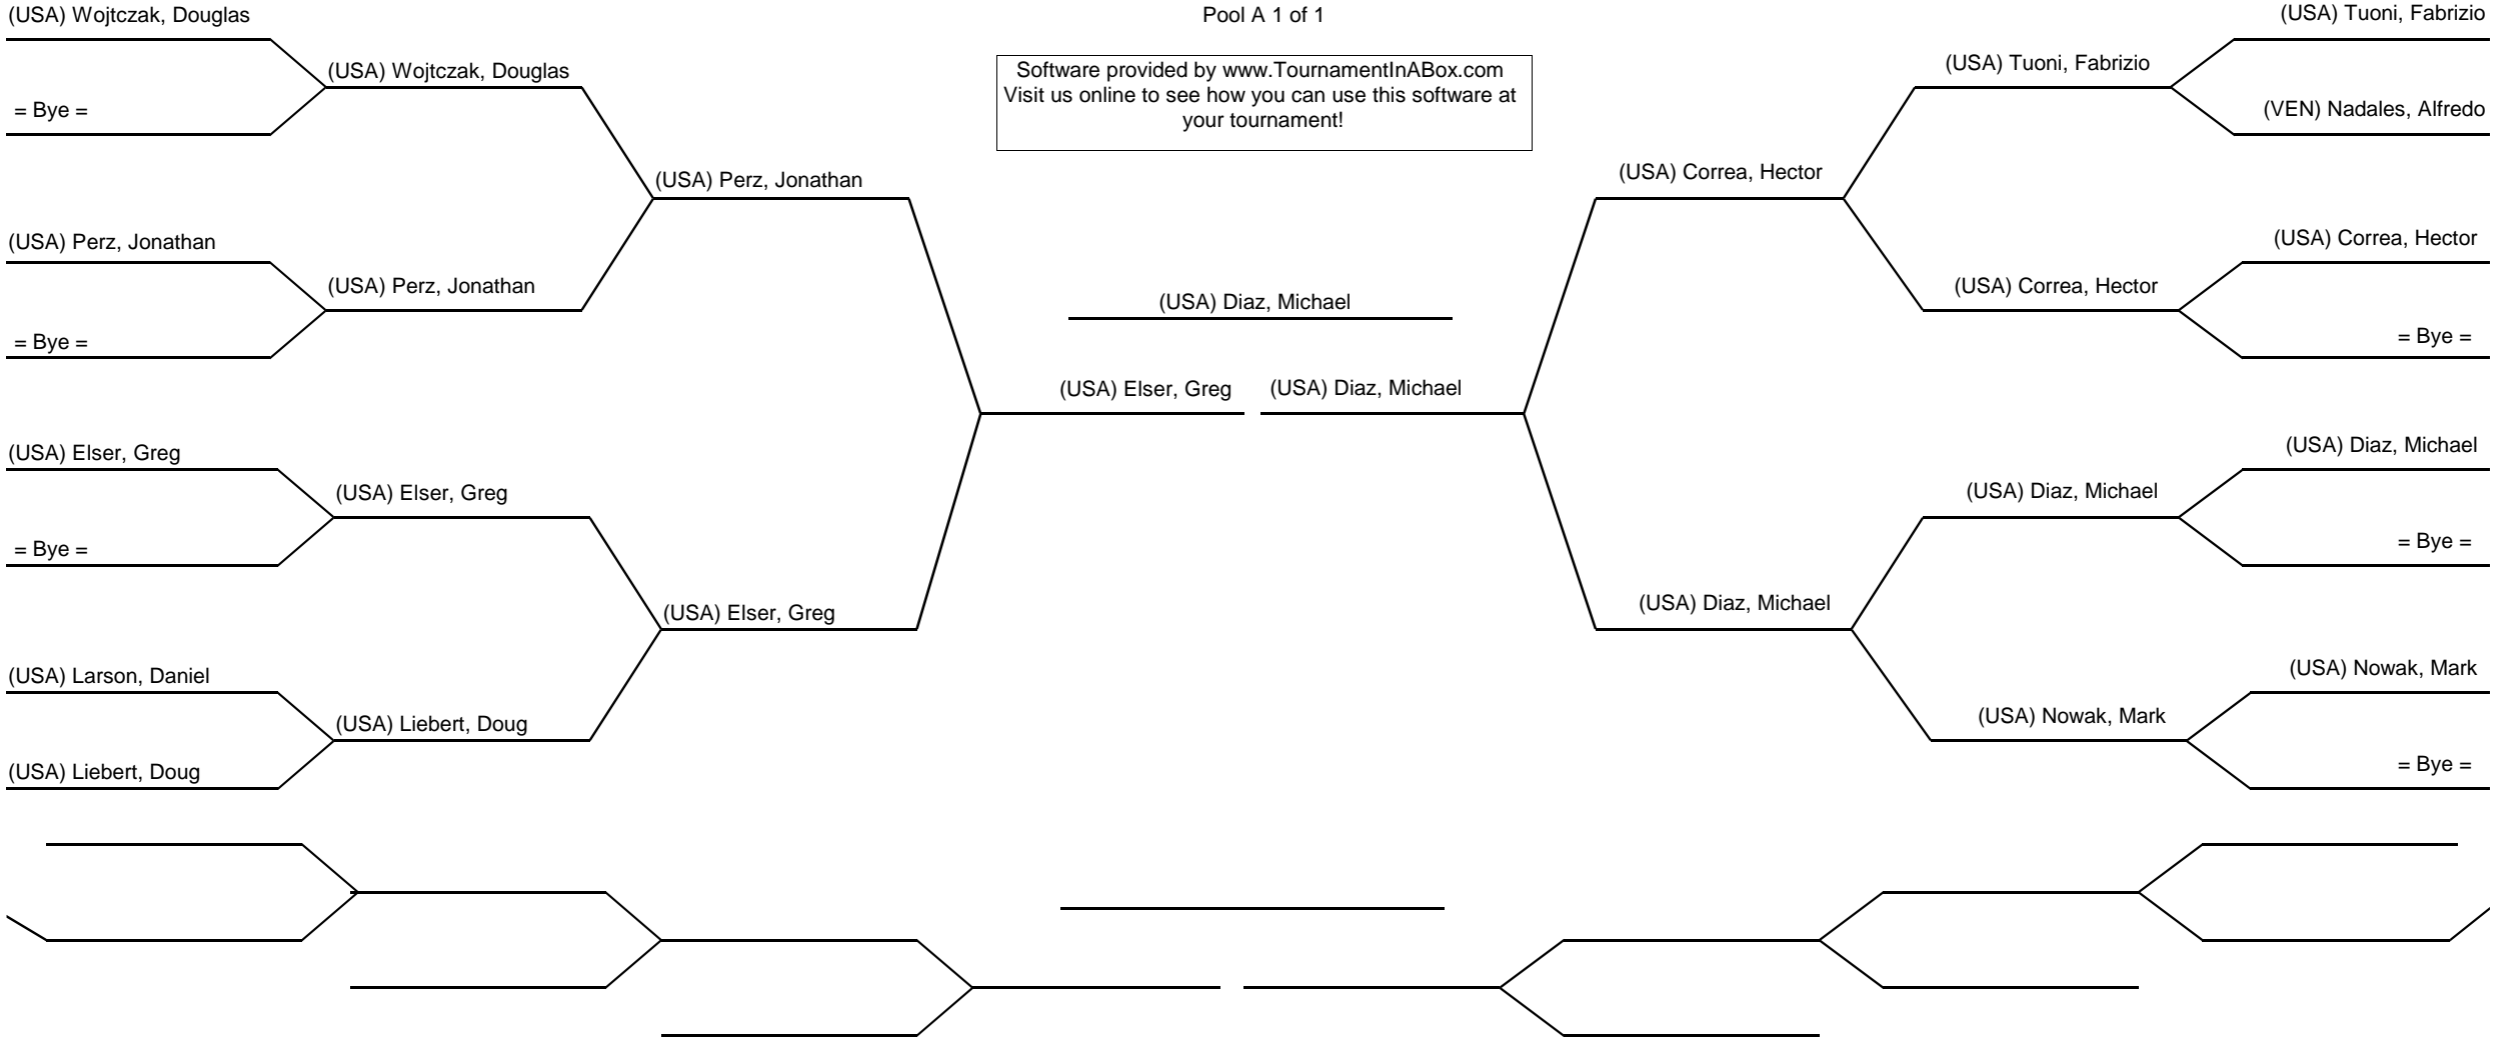 (USA) Wojtczak, Douglas
Pool A 1 of 1
(USA) Tuoni, Fabrizio
Software provided by www.TournamentInABox.com
Visit us online to see how you can use this software at
your tournament!
(USA) Wojtczak, Douglas
(USA) Tuoni, Fabrizio
= Bye =
(VEN) Nadales, Alfredo
(USA) Perz, Jonathan
(USA) Correa, Hector
(USA) Perz, Jonathan
(USA) Correa, Hector
(USA) Perz, Jonathan
(USA) Correa, Hector
(USA) Diaz, Michael
= Bye =
= Bye =
(USA) Elser, Greg
(USA) Diaz, Michael
(USA) Elser, Greg
(USA) Diaz, Michael
(USA) Elser, Greg
(USA) Diaz, Michael
= Bye =
= Bye =
(USA) Elser, Greg
(USA) Diaz, Michael
(USA) Larson, Daniel
(USA) Nowak, Mark
(USA) Liebert, Doug
(USA) Nowak, Mark
(USA) Liebert, Doug
= Bye =